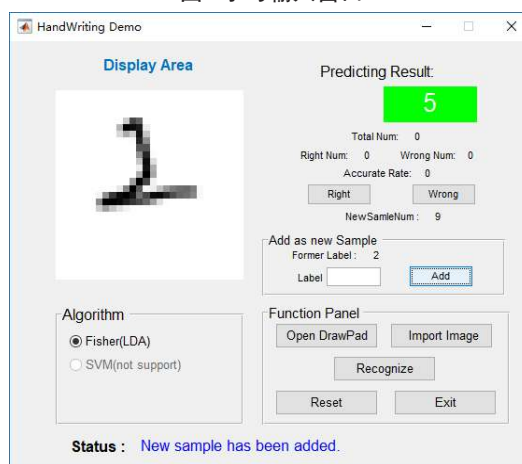 HandWriting Demo
Display Area
2
Predicting Result:
5
Total Num: 0
Right Num: 0 Wrong Num: 0
Accurate Rate: 0
Right Wrong
NewSamleNum: 9
Add as new Sample
Former Label: 2
Label Add
Algorithm
Fisher(LDA)
SVM(not support)
Function Panel
Open DrawPad Import Image
Recognize
Reset Exit
Status : New sample has been added.